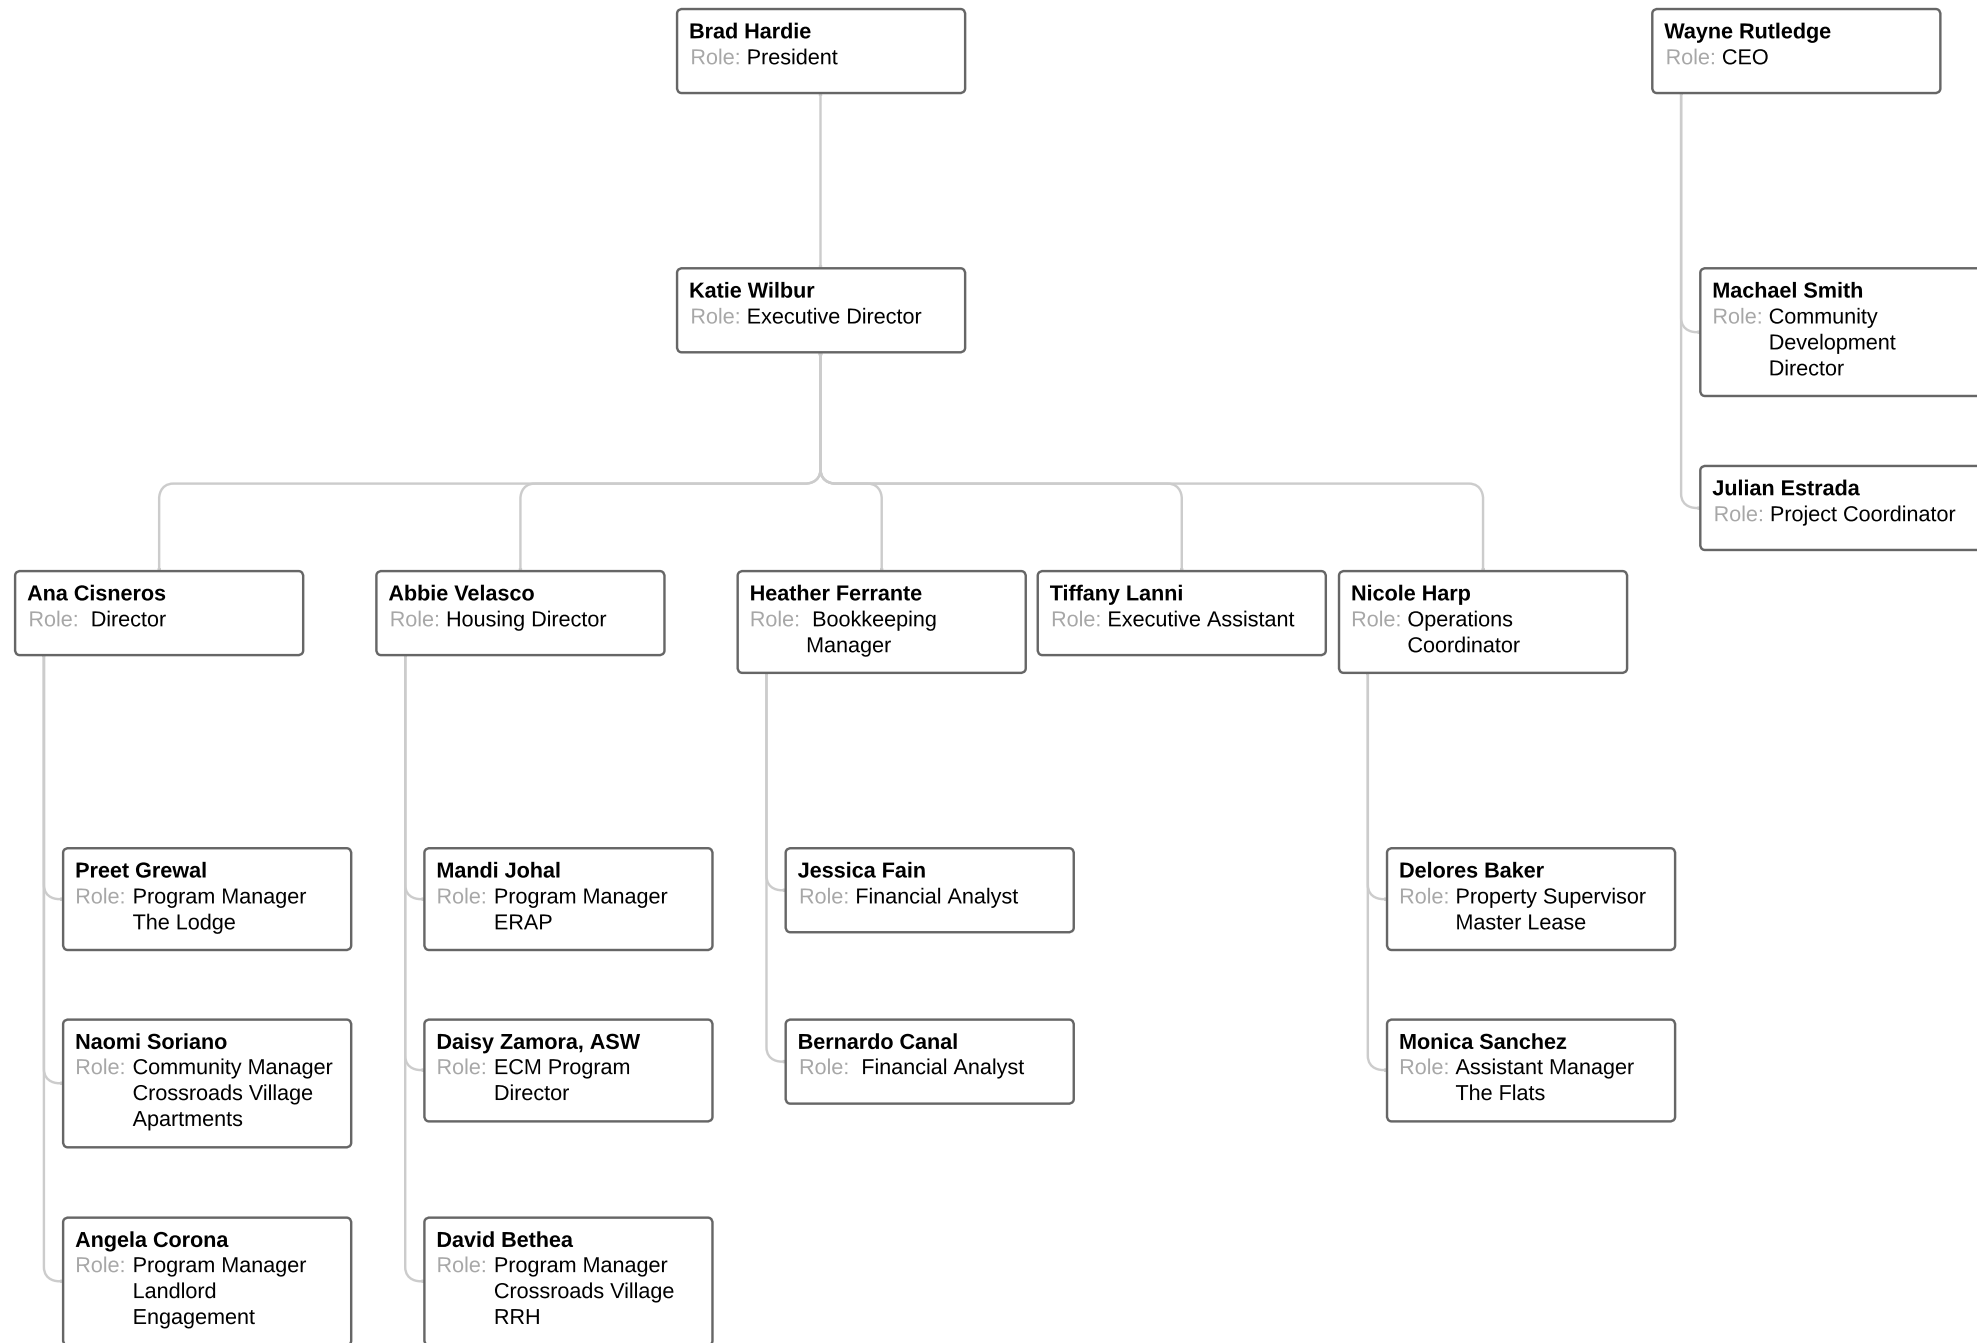 Brad Hardie
Role: President
Wayne Rutledge
Role: CEO
Katie Wilbur
Role: Executive Director
Machael Smith
Role: Community
Development
Director
Julian Estrada
Role: Project Coordinator
Ana Cisneros
Role: Director
Abbie Velasco
Role: Housing Director
Heather Ferrante
Role: Bookkeeping
Manager
Tiffany Lanni
Role: Executive Assistant
Nicole Harp
Role: Operations
Coordinator
Preet Grewal
Role: Program Manager
The Lodge
Mandi Johal
Role: Program Manager
ERAP
Jessica Fain
Role: Financial Analyst
Delores Baker
Role: Property Supervisor
Master Lease
Naomi Soriano
Role: Community Manager
Crossroads Village
Apartments
Daisy Zamora, ASW
Role: ECM Program
Director
Bernardo Canal
Role: Financial Analyst
Monica Sanchez
Role: Assistant Manager
The Flats
Angela Corona
Role: Program Manager
Landlord
Engagement
David Bethea
Role: Program Manager
Crossroads Village
RRH